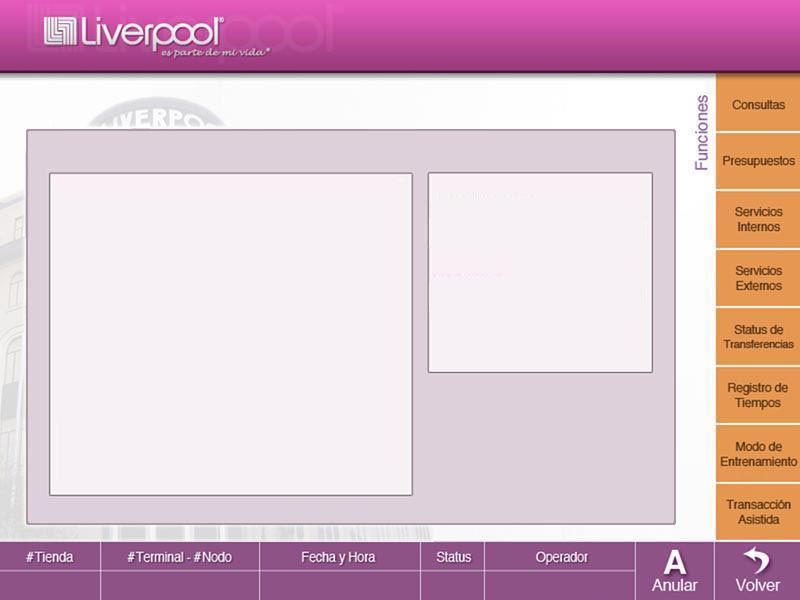 Liverpool®
es parte de mi vida®
LIVERPO
Funciones
Consultas
Presupuestos
Servicios
Internos
Servicios
Externos
Status de
Transferencias
Registro de
Tiempos
Modo de
Entrenamiento
Transacción
Asistida
#Tienda
#Terminal - #Nodo
Fecha y Hora
Status
Operador
A
Anular
Volver